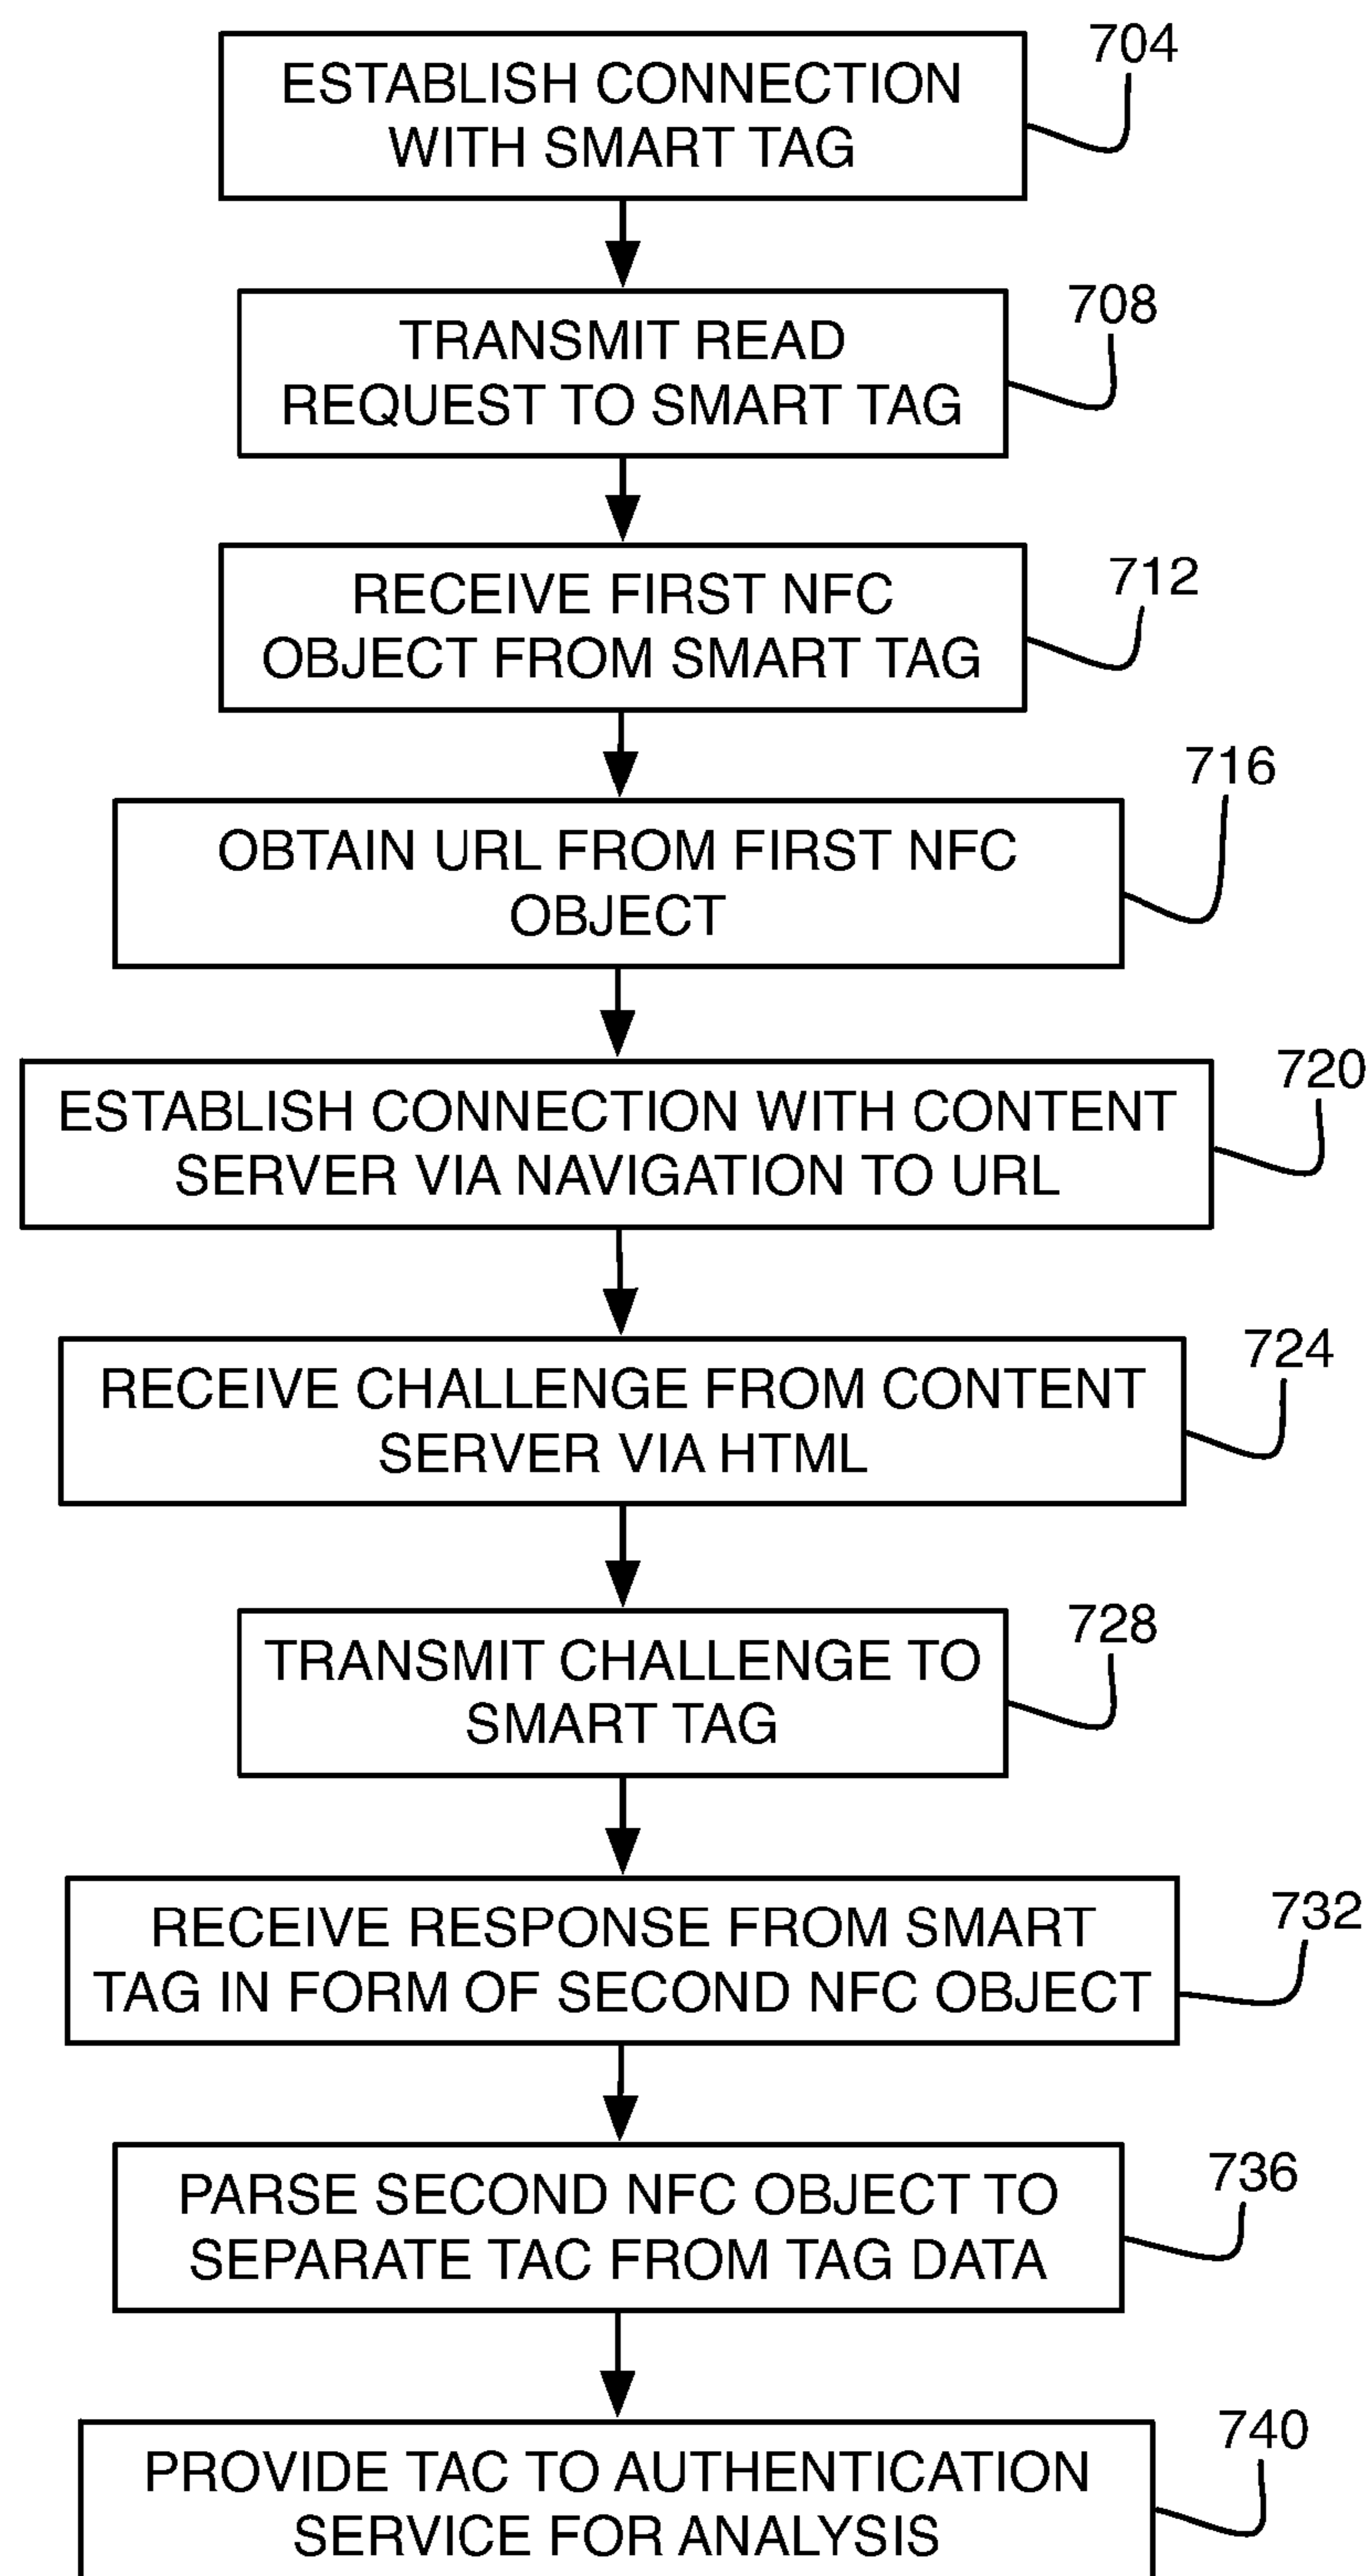 704
ESTABLISH CONNECTION
WITH SMART TAG
708
TRANSMIT READ
REQUEST TO SMART TAG
712
RECEIVE FIRST NFC
OBJECT FROM SMART TAG
716
OBTAIN URL FROM FIRST NFC
OBJECT
720
ESTABLISH CONNECTION WITH CONTENT
SERVER VIA NAVIGATION TO URL
724
RECEIVE CHALLENGE FROM CONTENT
SERVER VIA HTML
728
TRANSMIT CHALLENGE TO
SMART TAG
732
RECEIVE RESPONSE FROM SMART
TAG IN FORM OF SECOND NFC OBJECT
736
PARSE SECOND NFC OBJECT TO
SEPARATE TAC FROM TAG DATA
740
PROVIDE TAC TO AUTHENTICATION
SERVICE FOR ANALYSIS